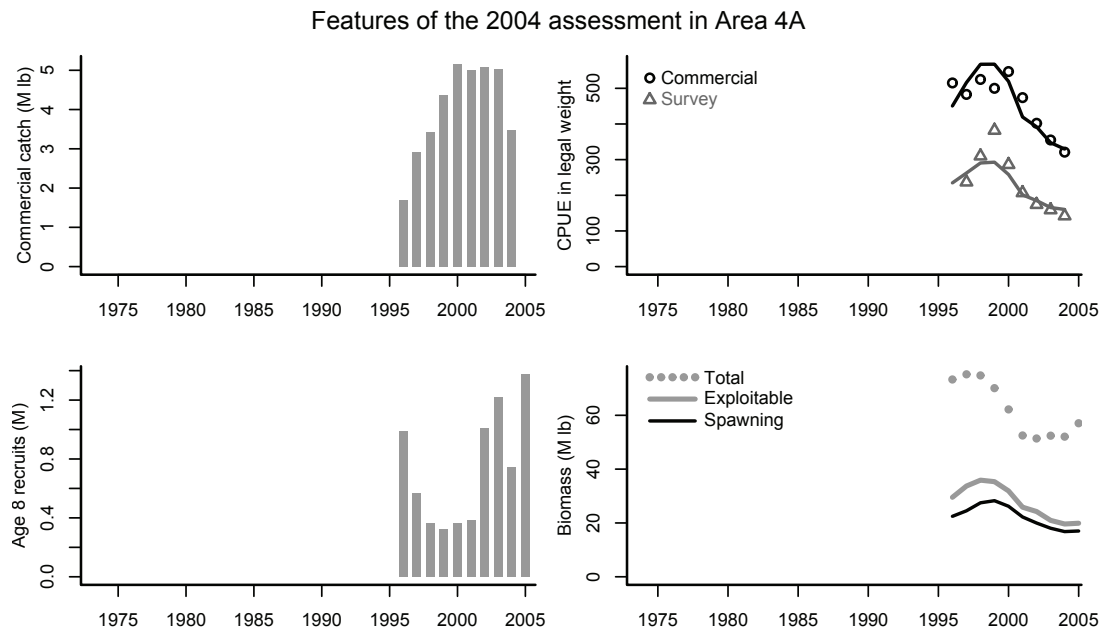 Features of the 2004 assessment in Area 4A
Commercial catch (M lb)
5
4
3
2
1
0
1975 1980 1985 1990 1995 2000 2005
CPUE in legal weight
500
300
100
0
Commercial
Survey
1975 1980 1985 1990 1995 2000 2005
Age 8 recruits (M)
1.2
0.8
0.4
0.0
1975 1980 1985 1990 1995 2000 2005
Biomass (M lb)
60
40
20
0
Total
Exploitable
Spawning
1975 1980 1985 1990 1995 2000 2005